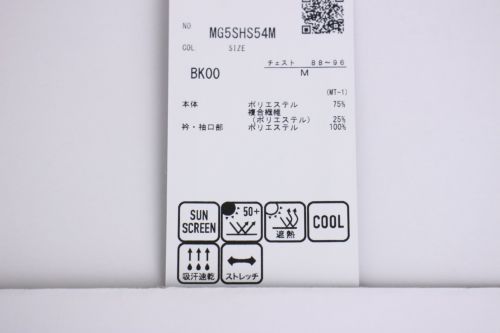 NO MG5SHS54M
COL SIZE
チェスト 88～96
BK00 M
(MT-1)
本体 ポリエステル 75%
複合繊維
(ポリエステル) 25%
衿・袖口部 ポリエステル 100%
SUN SCREEN
50+
遮熱
COOL
吸汗速乾
ストレッチ